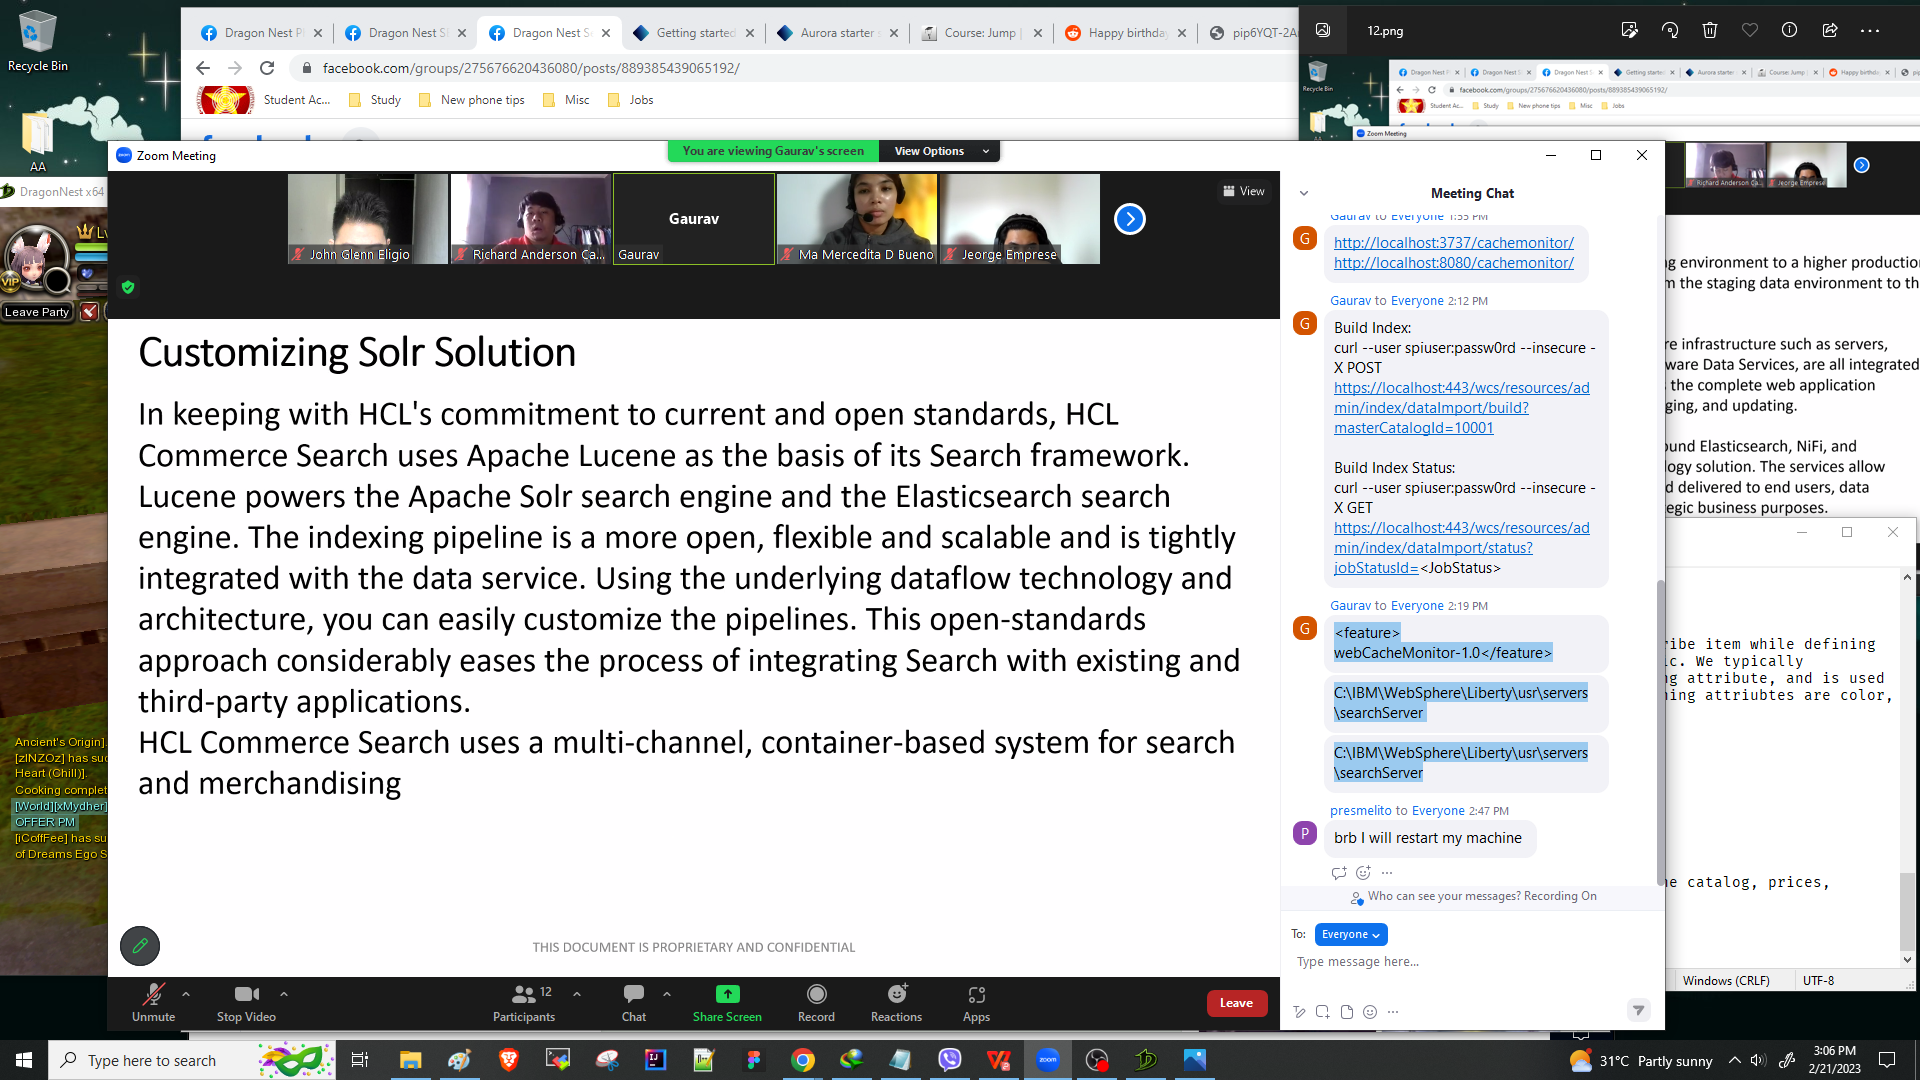 Recycle Bin
AA
DragonNest x64
Leave Party
VIP
Dragon Nest
Dragon Nest
Dragon Nest
Getting started
Aurora starter
Course: Jump
Happy birthday
pip6YQT-2A
facebook.com/groups/275676620436080/posts/889385439065192/
Student Ac...
Study
New phone tips
Misc
Jobs
12.png
Zoom Meeting
You are viewing Gaurav's screen
View Options
View
John Glenn Eligio
Richard Anderson Ca...
Gaurav
Gaurav
Ma Mercedita D Bueno
Jeorge Emprese
Customizing Solr Solution
In keeping with HCL's commitment to current and open standards, HCL
Commerce Search uses Apache Lucene as the basis of its Search framework.
Lucene powers the Apache Solr search engine and the Elasticsearch search
engine. The indexing pipeline is a more open, flexible and scalable and is tightly
integrated with the data service. Using the underlying dataflow technology and
architecture, you can easily customize the pipelines. This open-standards
approach considerably eases the process of integrating Search with existing and
third-party applications.
HCL Commerce Search uses a multi-channel, container-based system for search
and merchandising
THIS DOCUMENT IS PROPRIETARY AND CONFIDENTIAL
Unmute
Stop Video
12
Participants
Chat
Share Screen
Record
Reactions
Apps
Leave
Meeting Chat
Gaurav to Everyone 1:55 PM
G
http://localhost:3737/cachemonitor/
http://localhost:8080/cachemonitor/
Gaurav to Everyone 2:12 PM
G
Build Index:
curl --user spiuser:passw0rd --insecure -
X POST
https://localhost:443/wcs/resources/ad
min/index/dataImport/build?
masterCatalogId=10001
Build Index Status:
curl --user spiuser:passw0rd --insecure -
X GET
https://localhost:443/wcs/resources/ad
min/index/dataImport/status?
jobStatusId=<JobStatus>
Gaurav to Everyone 2:19 PM
G
<feature>
webCacheMonitor-1.0</feature>
C:\IBM\WebSphere\Liberty\usr\servers
\searchServer
C:\IBM\WebSphere\Liberty\usr\servers
\searchServer
presmelito to Everyone 2:47 PM
P
brb I will restart my machine
Who can see your messages? Recording On
To: Everyone
Type message here...
Ancient's Origin].
[zINZOz] has suc
Heart (Chill)].
Cooking complet
[World][xMydher]
OFFER PM
[iCoffFee] has su
of Dreams Ego S
g environment to a higher production
m the staging data environment to th
re infrastructure such as servers,
ware Data Services, are all integrated
the complete web application
ging, and updating.
ound Elasticsearch, NiFi, and
logy solution. The services allow
d delivered to end users, data
tegic business purposes.
ribe item while defining
ic. We typically
ng attribute, and is used
ning attriubtes are color,
ne catalog, prices,
Windows (CRLF)
UTF-8
Type here to search
31°C Partly sunny
3:06 PM
2/21/2023